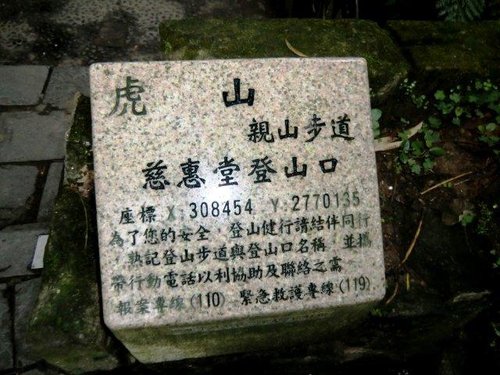 虎山
親山步道
慈惠堂登山口
座標 X:308454 Y:2770135
為了您的安全 登山健行請結伴同行
熟記登山步道與登山口名稱 並攜
帶行動電話以利協助及聯絡之需
報案專線(110) 緊急救護專線(119)